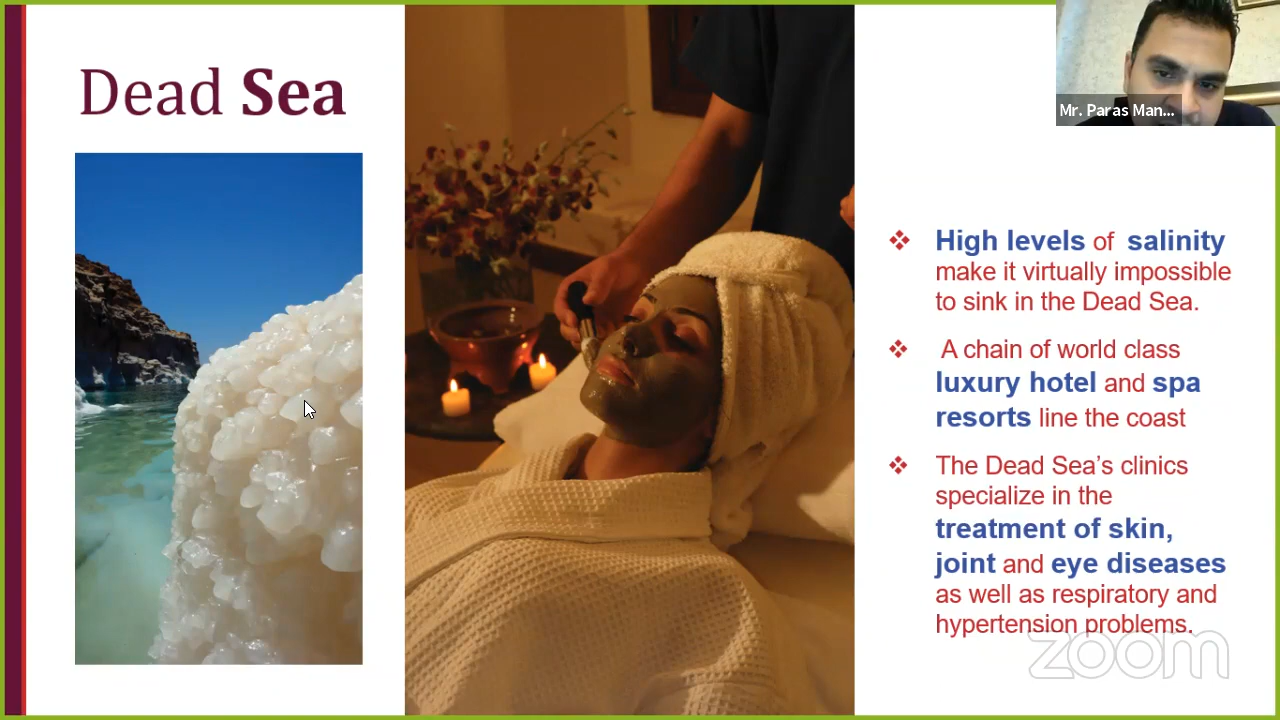 Dead Sea
Mr. Paras Man...
❖ High levels of salinity
make it virtually impossible
to sink in the Dead Sea.
❖ A chain of world class
luxury hotel and spa
resorts line the coast
❖ The Dead Sea’s clinics
specialize in the
treatment of skin,
joint and eye diseases
as well as respiratory and
hypertension problems.
zoom